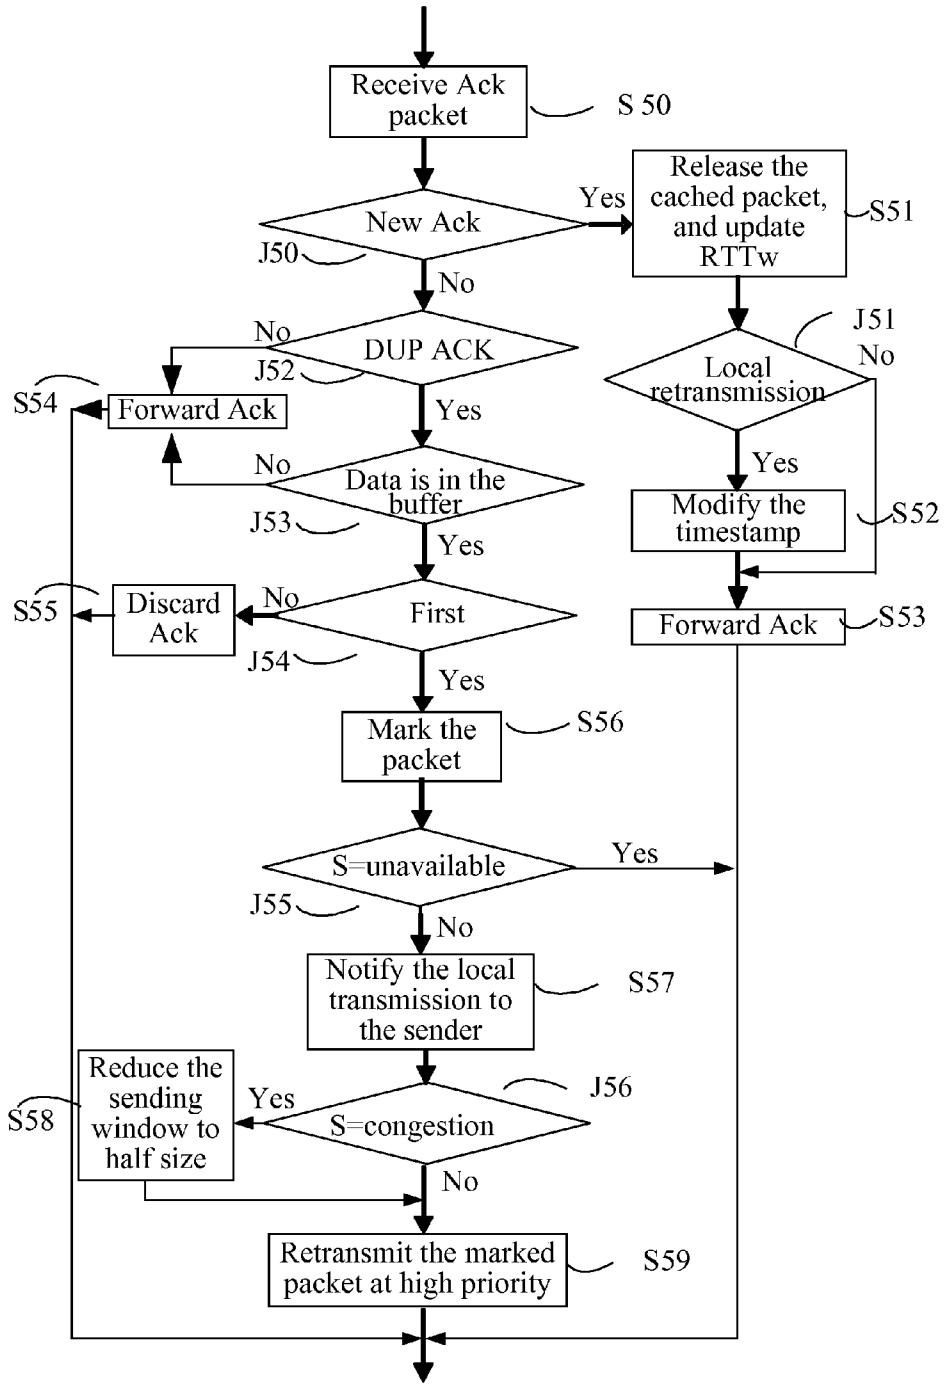 Receive Ack
packet
S 50
Release the
cached packet,
and update
RTTw
S51
Yes
New Ack
J50
No
J51
No
DUP ACK
J52
No
Local
retransmission
S54
Forward Ack
Yes
Yes
No
Data is in the
buffer
J53
Modify the
timestamp
S52
Yes
S55
Discard
Ack
No
First
J54
Forward Ack
S53
Yes
Mark the
packet
S56
S=unavailable
Yes
J55
No
Notify the local
transmission to
the sender
S57
Reduce the
sending
window to
half size
S58
Yes
J56
S=congestion
No
Retransmit the marked
packet at high priority
S59